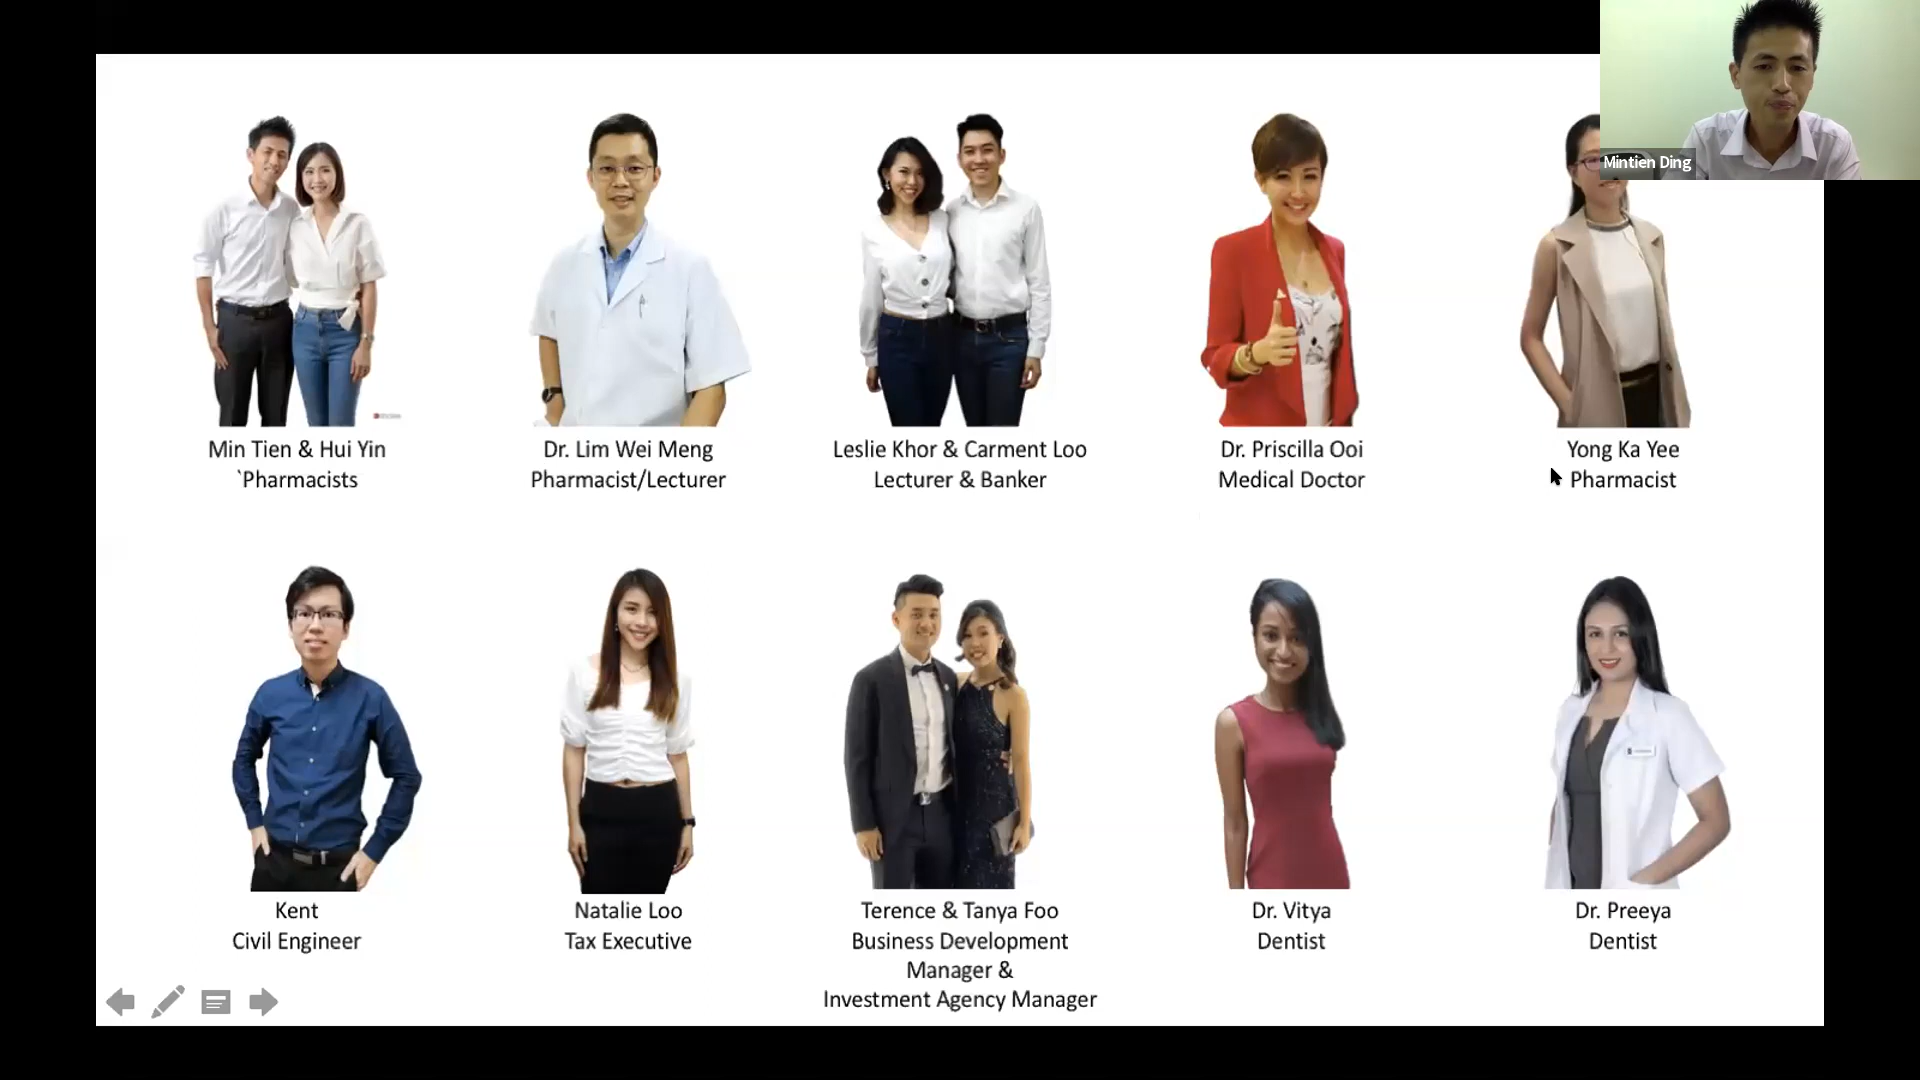 Mintien Ding
Min Tien & Hui Yin
`Pharmacists
Dr. Lim Wei Meng
Pharmacist/Lecturer
Leslie Khor & Carment Loo
Lecturer & Banker
Dr. Priscilla Ooi
Medical Doctor
Yong Ka Yee
Pharmacist
Kent
Civil Engineer
Natalie Loo
Tax Executive
Terence & Tanya Foo
Business Development
Manager &
Investment Agency Manager
Dr. Vitya
Dentist
Dr. Preeya
Dentist